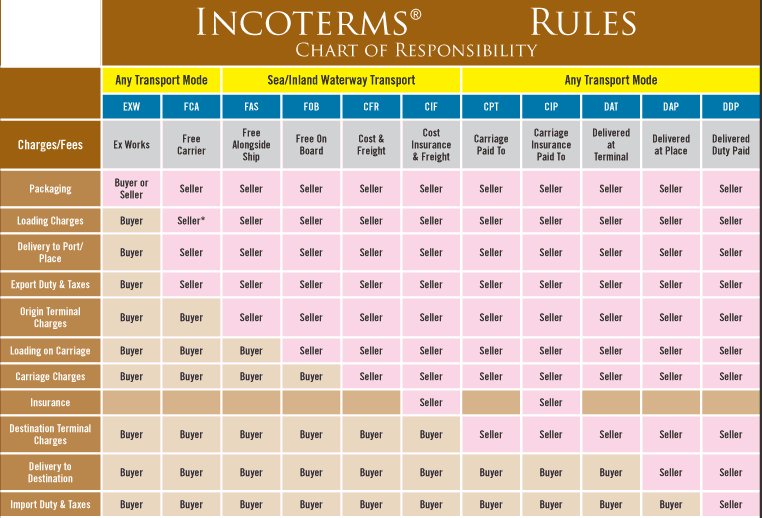 INCOTERMS® RULES
CHART OF RESPONSIBILITY
Any Transport Mode Sea/Inland Waterway Transport Any Transport Mode
EXW FCA FAS FOB CFR CIF CPT CIP DAT DAP DDP
Charges/Fees Ex Works Free Carrier Free Alongside Ship Free On Board Cost & Freight Cost Insurance & Freight Carriage Paid To Carriage Insurance Paid To Delivered at Terminal Delivered at Place Delivered Duty Paid
Packaging Buyer or Seller Seller Seller Seller Seller Seller Seller Seller Seller Seller Seller
Loading Charges Buyer Seller* Seller Seller Seller Seller Seller Seller Seller Seller Seller
Delivery to Port/ Place Buyer Seller Seller Seller Seller Seller Seller Seller Seller Seller Seller
Export Duty & Taxes Buyer Seller Seller Seller Seller Seller Seller Seller Seller Seller Seller
Origin Terminal Charges Buyer Buyer Seller Seller Seller Seller Seller Seller Seller Seller Seller
Loading on Carriage Buyer Buyer Buyer Seller Seller Seller Seller Seller Seller Seller Seller
Carriage Charges Buyer Buyer Buyer Buyer Seller Seller Seller Seller Seller Seller Seller
Insurance Seller Seller
Destination Terminal Charges Buyer Buyer Buyer Buyer Buyer Buyer Seller Seller Seller Seller Seller
Delivery to Destination Buyer Buyer Buyer Buyer Buyer Buyer Buyer Buyer Buyer Seller Seller
Import Duty & Taxes Buyer Buyer Buyer Buyer Buyer Buyer Buyer Buyer Buyer Buyer Seller